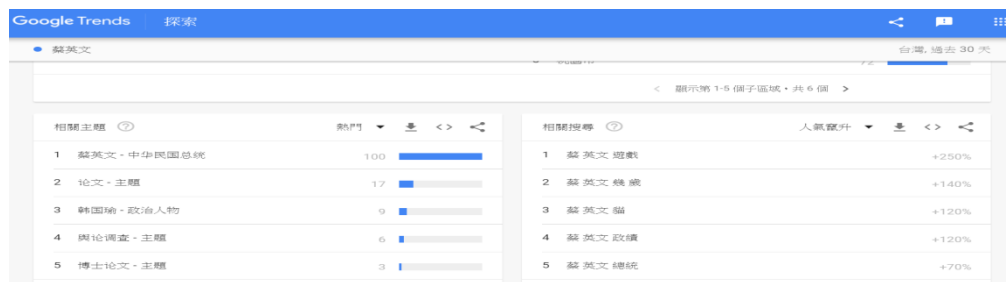 Google Trends 探索
蔡英文 台灣, 過去 30 天
72
< 顯示第 1-5 個子區域，共 6 個 >
相關主題 熱門 <>
1 蔡英文 - 中华民国总统 100
2 论文 - 主題 17
3 韩国瑜 - 政治人物 9
4 舆论调查 - 主題 6
5 博士论文 - 主題 3
相關搜尋 人氣竄升 <>
1 蔡 英文 遊戲 +250%
2 蔡 英文 幾 歲 +140%
3 蔡 英文 貓 +120%
4 蔡 英文 政績 +120%
5 蔡 英文 總統 +70%